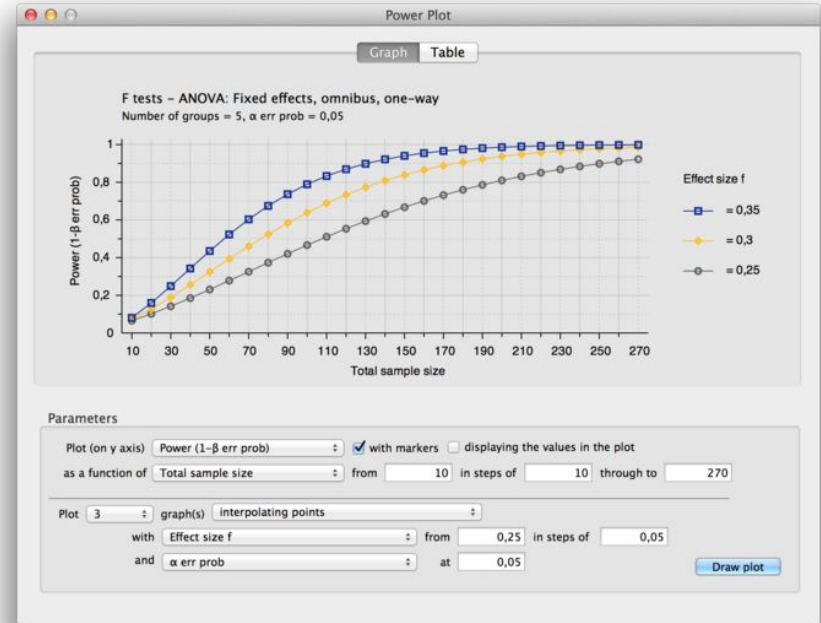 Power Plot
Graph Table
F tests – ANOVA: Fixed effects, omnibus, one-way
Number of groups = 5, α err prob = 0,05
Power (1-β err prob)
1
0,8
0,6
0,4
0,2
0
10 30 50 70 90 110 130 150 170 190 210 230 250 270
Total sample size
Effect size f
= 0,35
= 0,3
= 0,25
Parameters
Plot (on y axis) Power (1-β err prob) with markers displaying the values in the plot
as a function of Total sample size from 10 in steps of 10 through to 270
Plot 3 graph(s) interpolating points
with Effect size f from 0,25 in steps of 0,05
and α err prob at 0,05
Draw plot